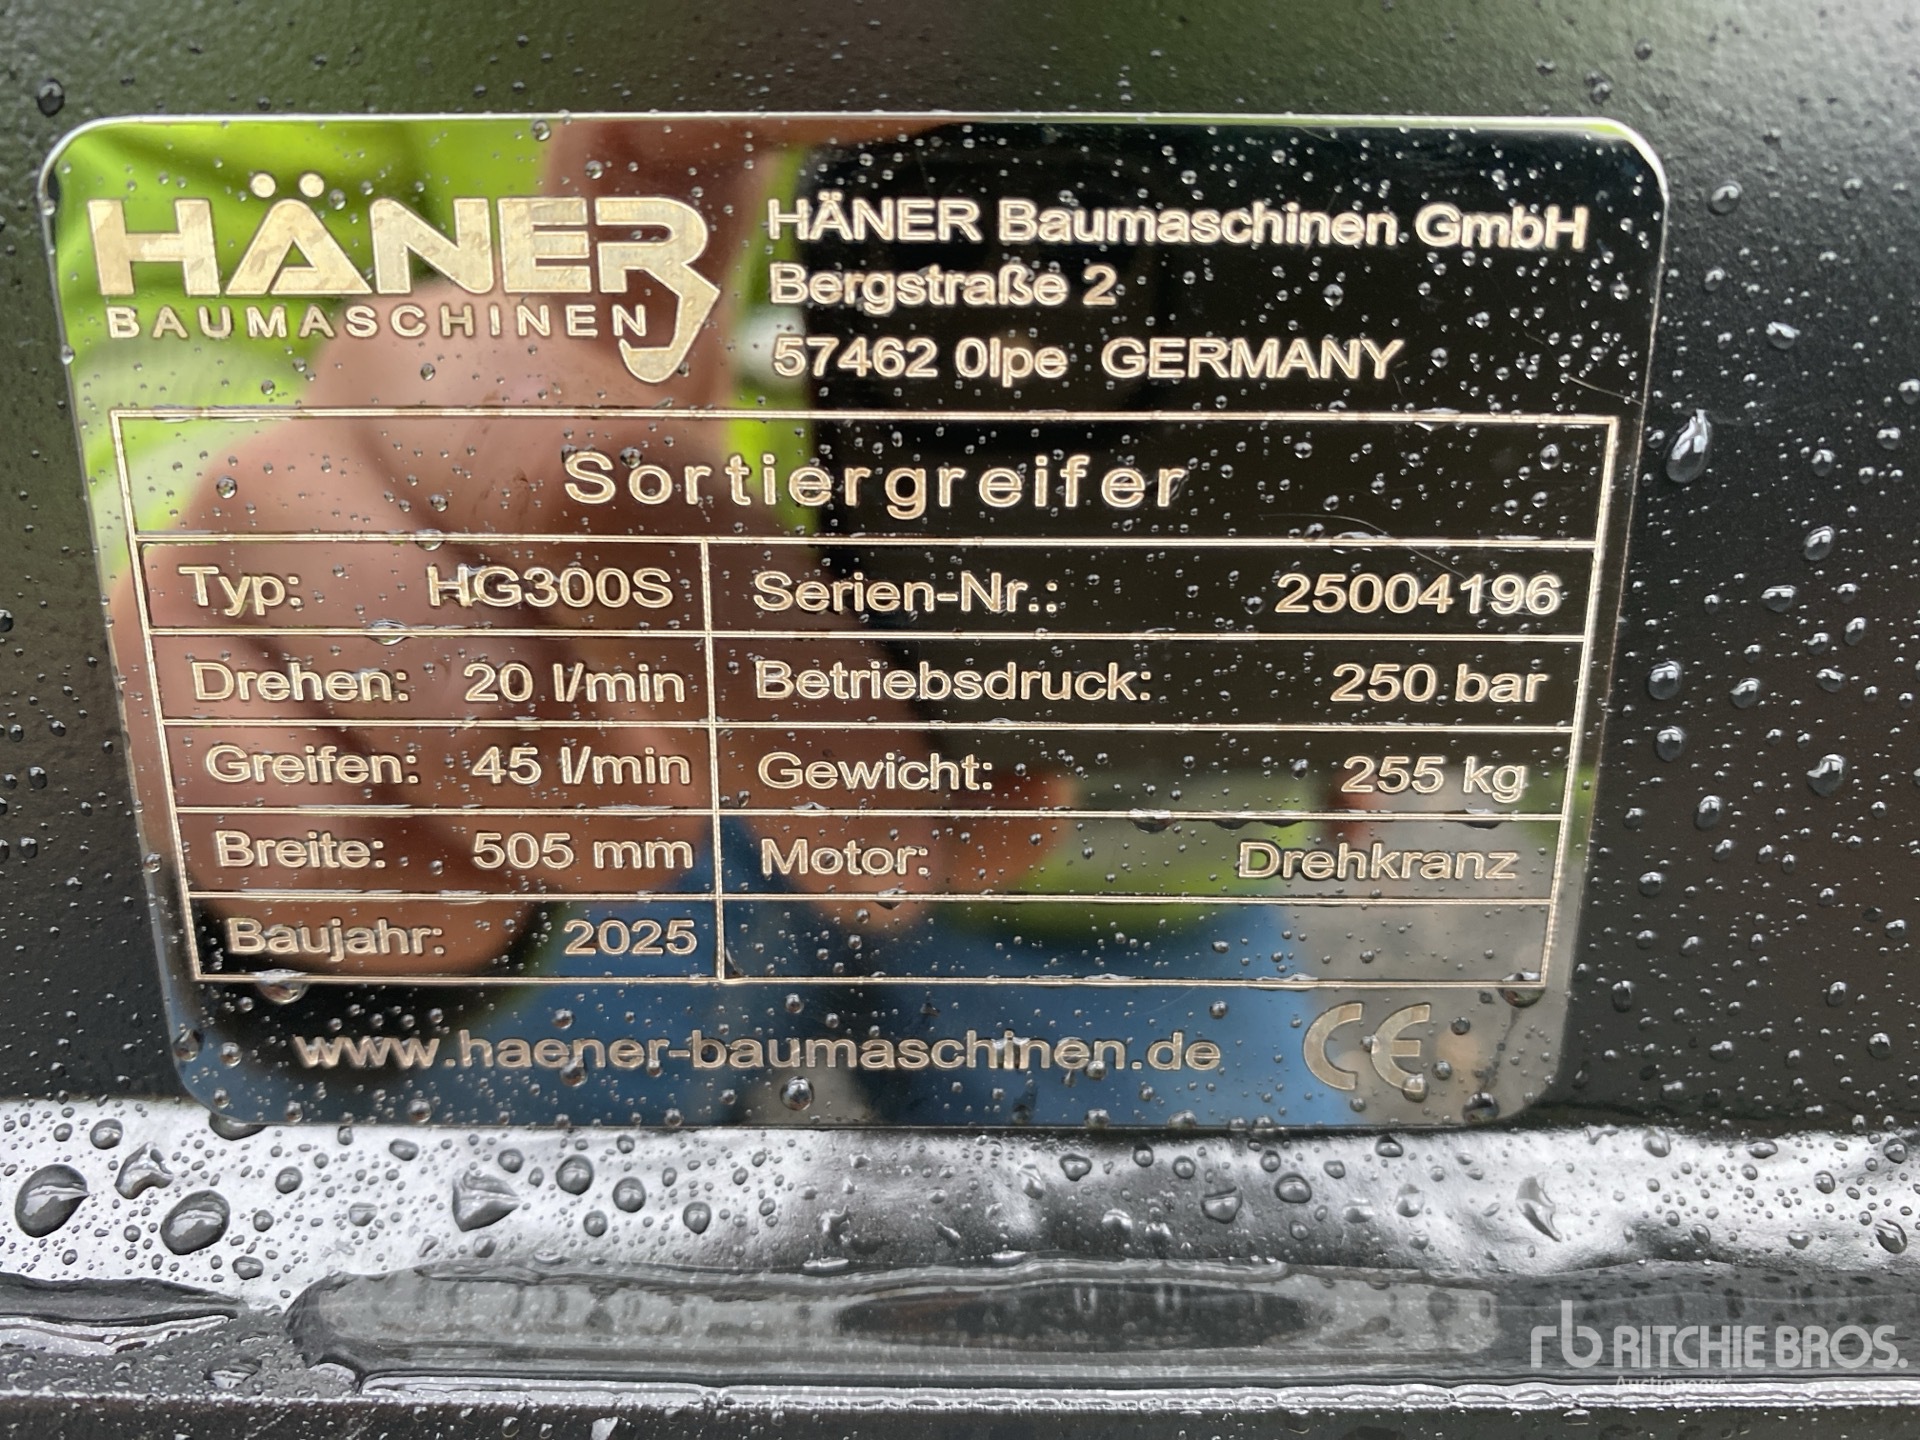 HÄNER
BAUMASCHINEN
HÄNER Baumaschinen GmbH
Bergstraße 2
57462 0lpe GERMANY
Sortiergreifer
Typ: HG300S Serien-Nr.: 25004196
Drehen: 20 l/min Betriebsdruck: 250 bar
Greifen: 45 l/min Gewicht: 255 kg
Breite: 505 mm Motor: Drehkranz
Baujahr: 2025
www.haener-baumaschinen.de CE
rb RITCHIE BROS.
Auctioneers